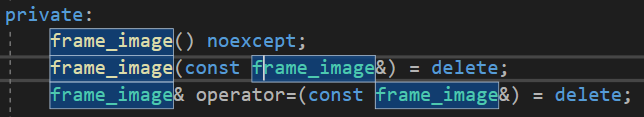 private:
frame_image() noexcept;
frame_image(const frame_image&) = delete;
frame_image& operator=(const frame_image&) = delete;